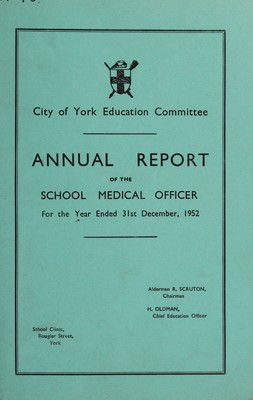 City of York Education Committee
ANNUAL REPORT
OF THE
SCHOOL MEDICAL OFFICER
For the Year Ended 31st December, 1952
Alderman R. SCRUTON,
Chairman
H. OLDMAN,
Chief Education Officer
School Clinic,
Rougier Street,
York